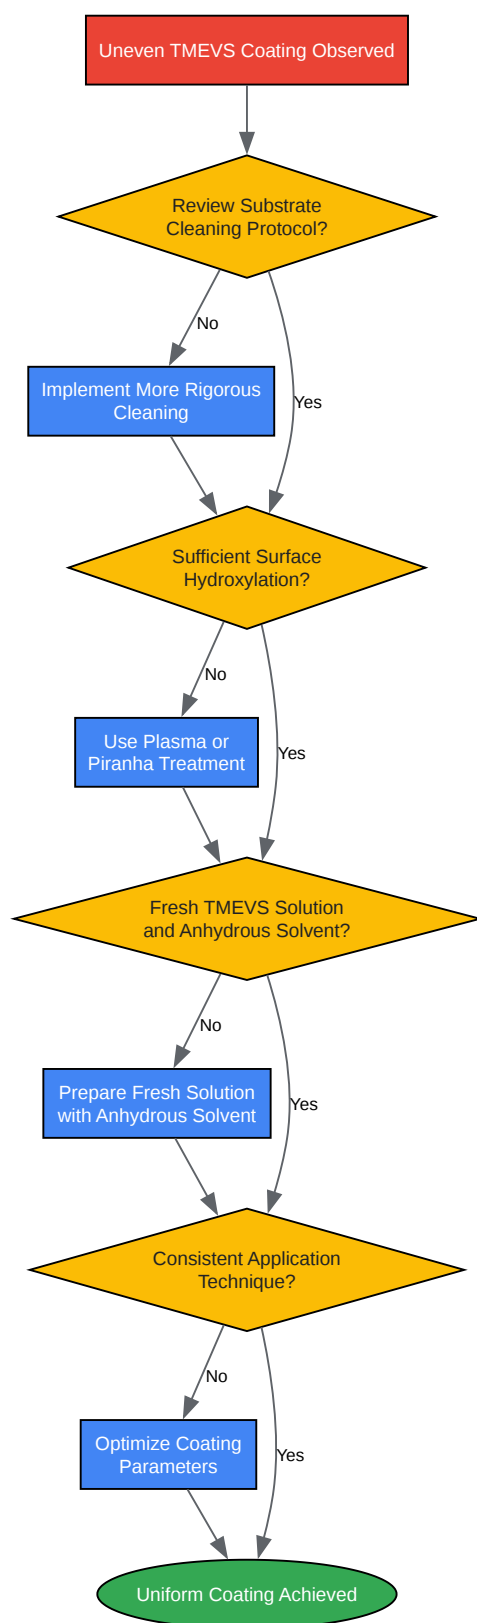 Uneven TMEVS Coating Observed
Review Substrate
Cleaning Protocol?
No
Implement More Rigorous
Cleaning
Yes
Sufficient Surface
Hydroxylation?
No
Use Plasma or
Piranha Treatment
Yes
Fresh TMEVS Solution
and Anhydrous Solvent?
No
Prepare Fresh Solution
with Anhydrous Solvent
Yes
Consistent Application
Technique?
No
Optimize Coating
Parameters
Yes
Uniform Coating Achieved